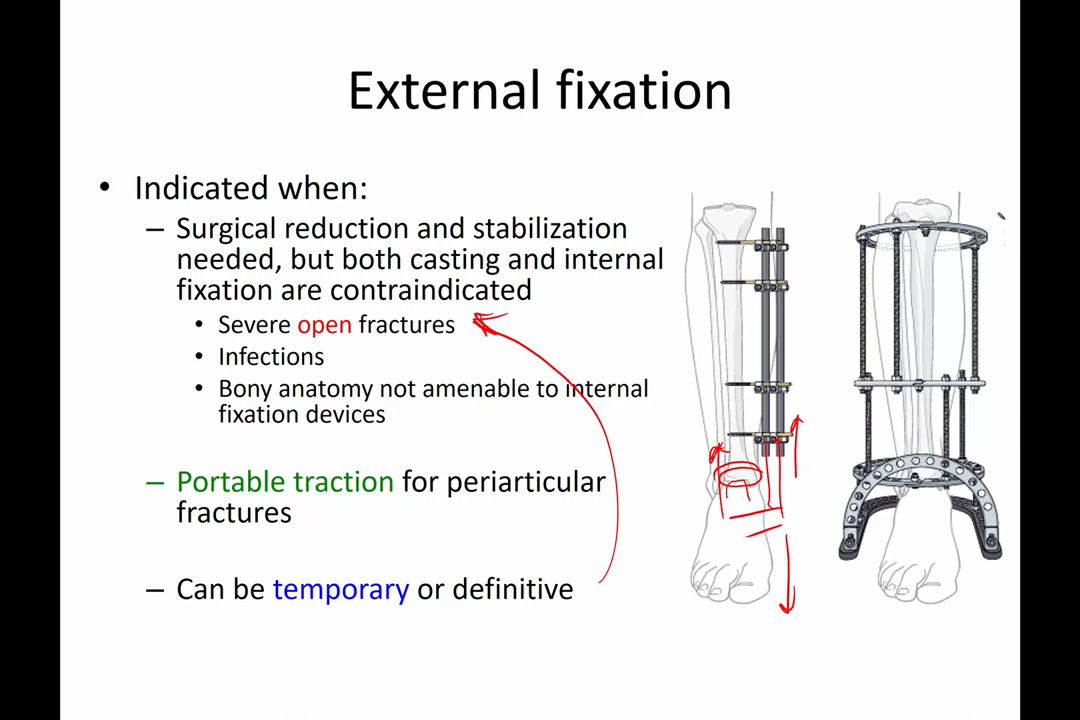 External fixation
• Indicated when:
– Surgical reduction and stabilization
needed, but both casting and internal
fixation are contraindicated
• Severe open fractures
• Infections
• Bony anatomy not amenable to internal
fixation devices
– Portable traction for periarticular
fractures
– Can be temporary or definitive